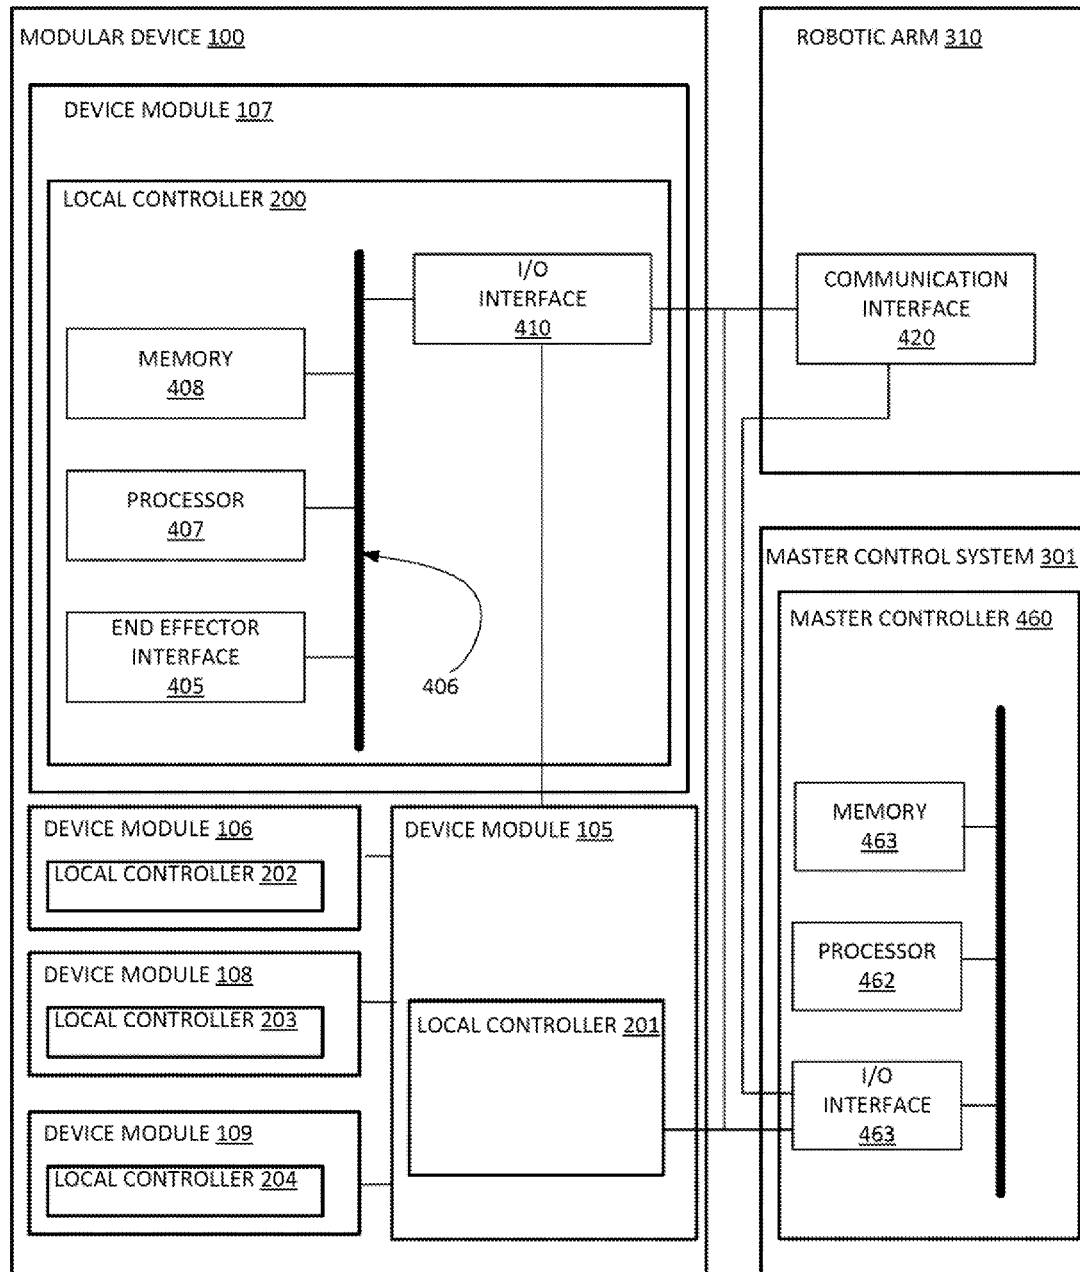 MODULAR DEVICE 100
DEVICE MODULE 107
LOCAL CONTROLLER 200
I/O
INTERFACE
410
MEMORY
408
PROCESSOR
407
END EFFECTOR
INTERFACE
405
406
DEVICE MODULE 106
LOCAL CONTROLLER 202
DEVICE MODULE 108
LOCAL CONTROLLER 203
DEVICE MODULE 109
LOCAL CONTROLLER 204
DEVICE MODULE 105
LOCAL CONTROLLER 201
ROBOTIC ARM 310
COMMUNICATION
INTERFACE
420
MASTER CONTROL SYSTEM 301
MASTER CONTROLLER 460
MEMORY
463
PROCESSOR
462
I/O
INTERFACE
463